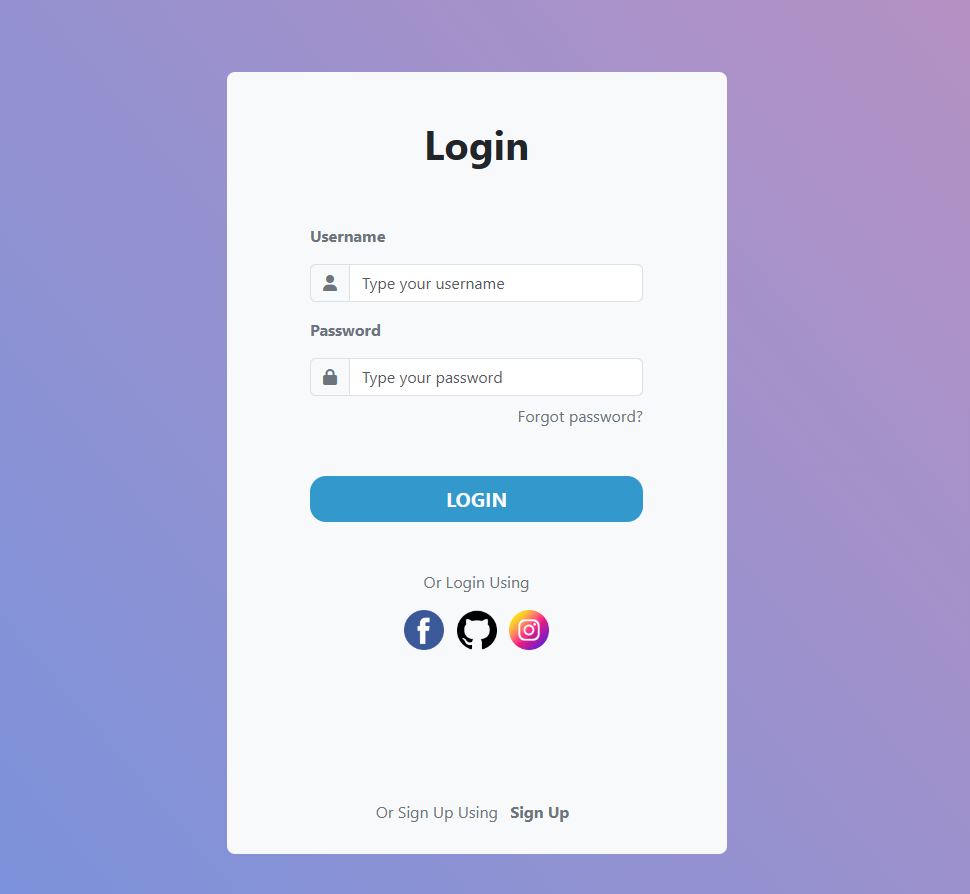 Login
Username
Type your username
Password
Type your password
Forgot password?
LOGIN
Or Login Using
Or Sign Up Using Sign Up